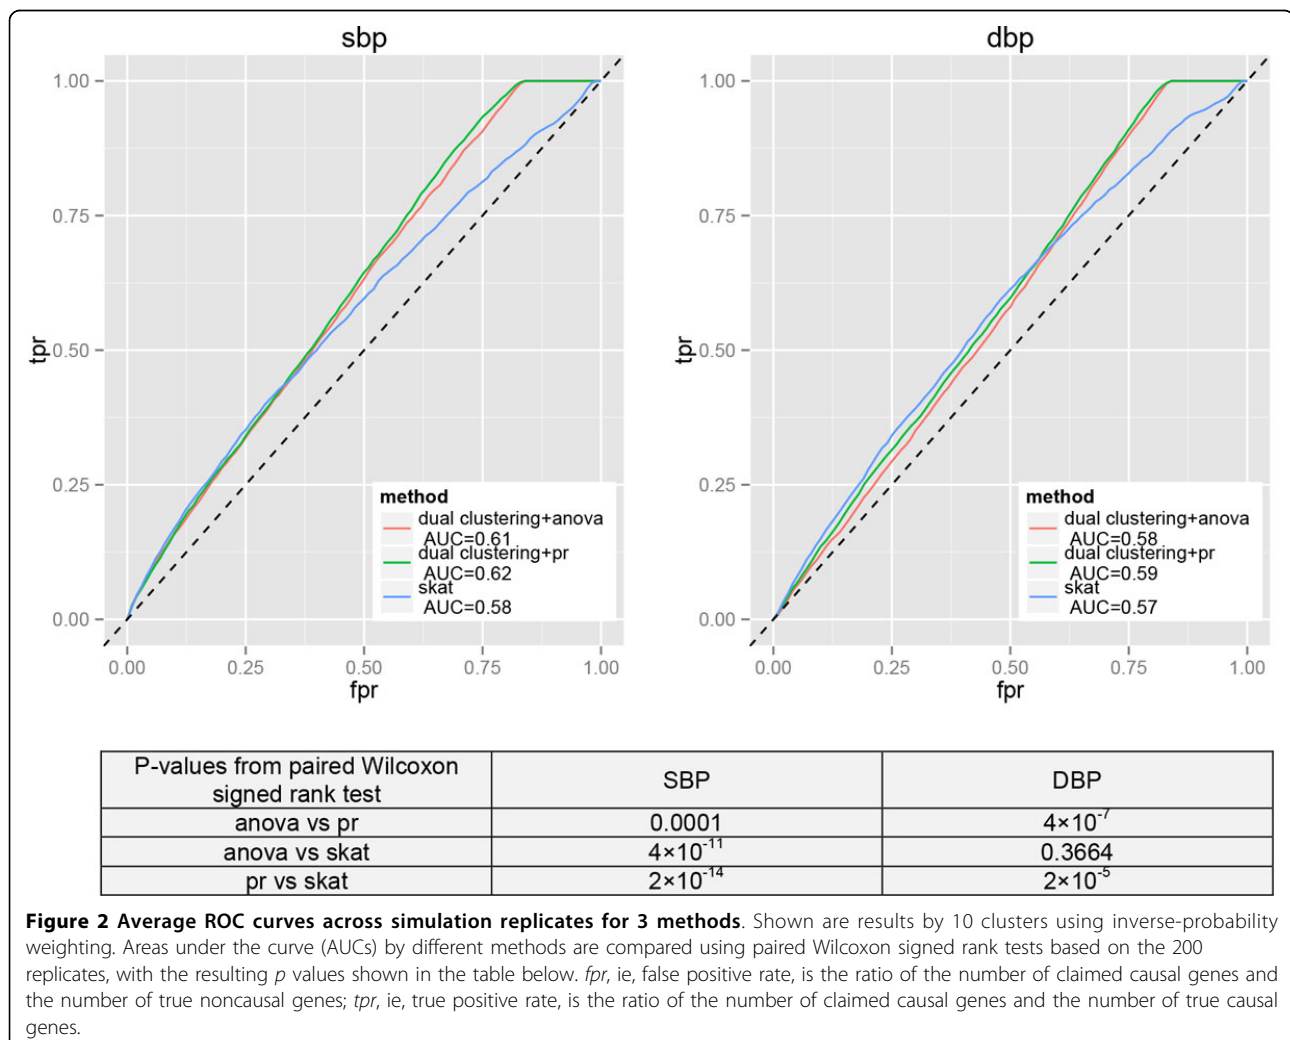 sbp
1.00
0.75
0.50
0.25
0.00
tpr
method
dual clustering+anova
AUC=0.61
dual clustering+pr
AUC=0.62
skat
AUC=0.58
0.00 0.25 0.50 0.75 1.00
fpr
dbp
1.00
0.75
0.50
0.25
0.00
tpr
method
dual clustering+anova
AUC=0.58
dual clustering+pr
AUC=0.59
skat
AUC=0.57
0.00 0.25 0.50 0.75 1.00
fpr
P-values from paired Wilcoxon
signed rank test
SBP DBP
anova vs pr 0.0001 4×10⁻⁷
anova vs skat 4×10⁻¹¹ 0.3664
pr vs skat 2×10⁻¹⁴ 2×10⁻⁵
Figure 2 Average ROC curves across simulation replicates for 3 methods. Shown are results by 10 clusters using inverse-probability
weighting. Areas under the curve (AUCs) by different methods are compared using paired Wilcoxon signed rank tests based on the 200
replicates, with the resulting p values shown in the table below. fpr, ie, false positive rate, is the ratio of the number of claimed causal genes and
the number of true noncausal genes; tpr, ie, true positive rate, is the ratio of the number of claimed causal genes and the number of true causal
genes.